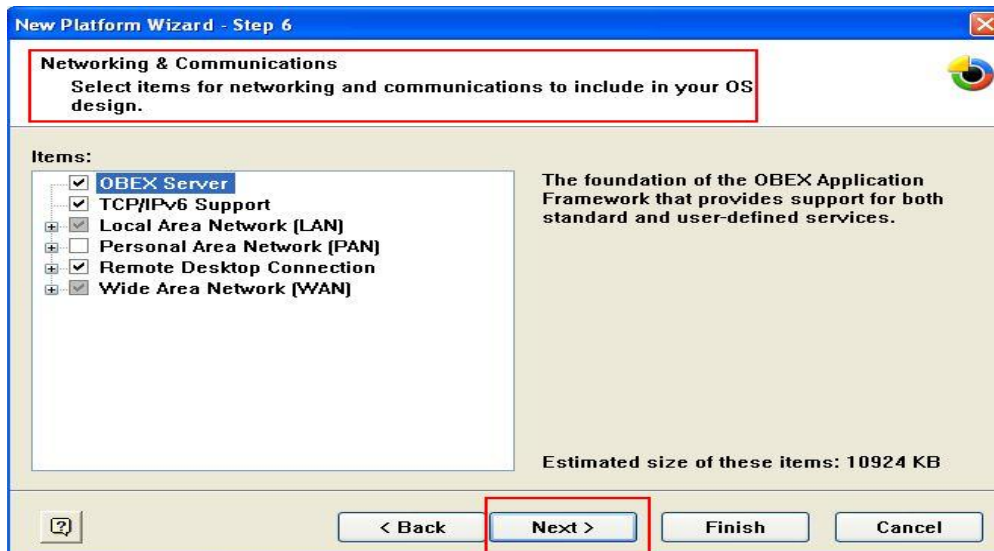 New Platform Wizard - Step 6
Networking & Communications
Select items for networking and communications to include in your OS
design.
Items:
OBEX Server
TCP/IPv6 Support
Local Area Network (LAN)
Personal Area Network (PAN)
Remote Desktop Connection
Wide Area Network (WAN)
The foundation of the OBEX Application
Framework that provides support for both
standard and user-defined services.
Estimated size of these items: 10924 KB
< Back
Next >
Finish
Cancel